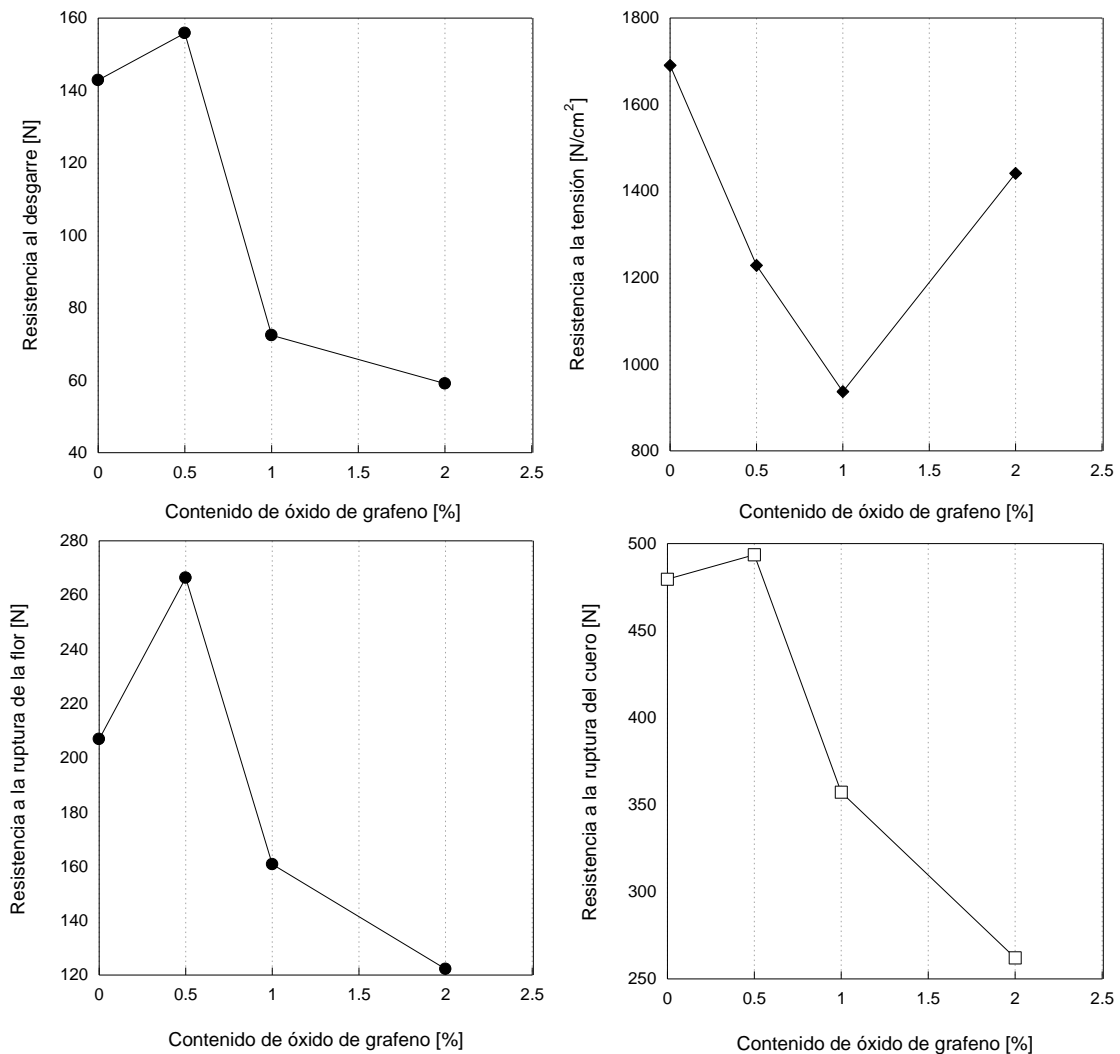 Resistencia al desgarre [N]
160
140
120
100
80
60
40
0 0.5 1 1.5 2 2.5
Contenido de óxido de grafeno [%]
Resistencia a la tensión [N/cm²]
1800
1600
1400
1200
1000
800
0 0.5 1 1.5 2 2.5
Contenido de óxido de grafeno [%]
Resistencia a la ruptura de la flor [N]
280
260
240
220
200
180
160
140
120
0 0.5 1 1.5 2 2.5
Contenido de óxido de grafeno [%]
Resistencia a la ruptura del cuero [N]
500
450
400
350
300
250
0 0.5 1 1.5 2 2.5
Contenido de óxido de grafeno [%]